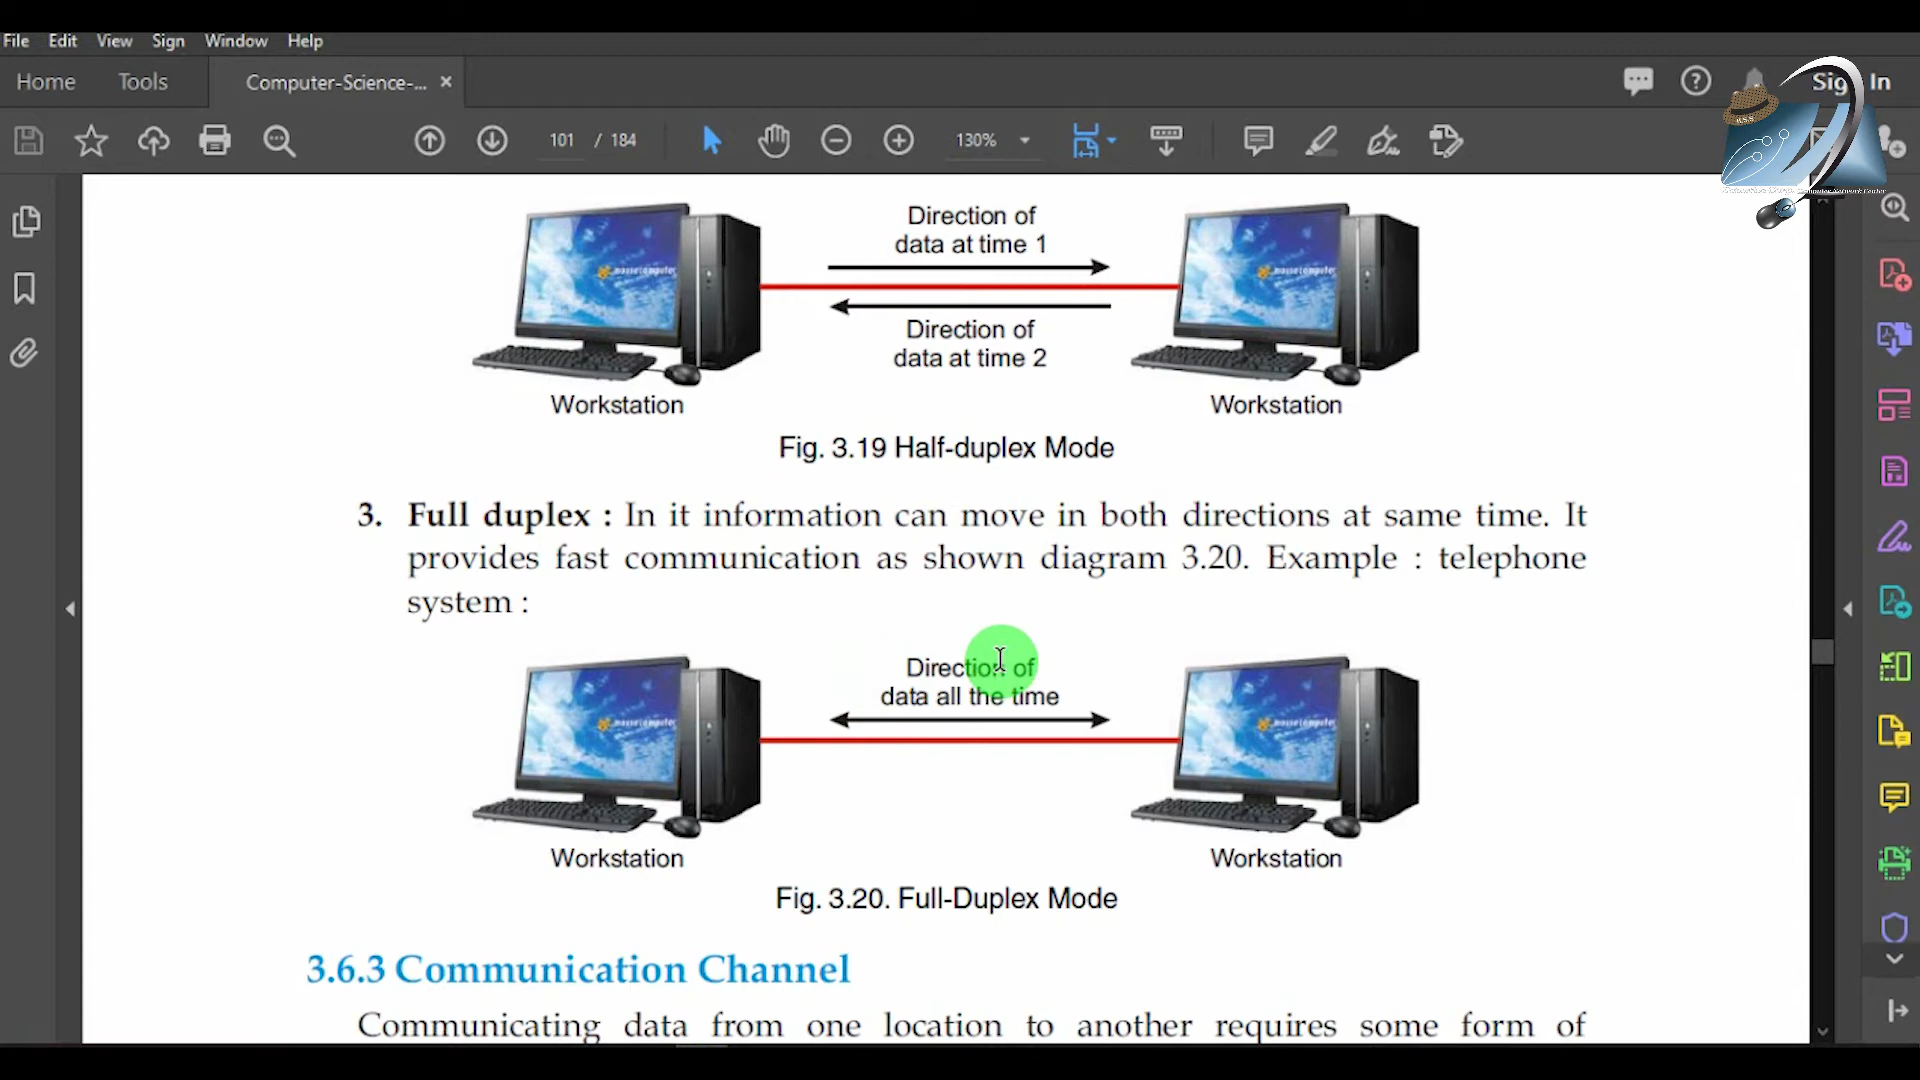 File Edit View Sign Window Help
Home Tools Computer-Science-... × Sign In
101 / 184 130%
Direction of
data at time 1
Direction of
data at time 2
Workstation Workstation
Fig. 3.19 Half-duplex Mode
3. Full duplex : In it information can move in both directions at same time. It
provides fast communication as shown diagram 3.20. Example : telephone
system :
Direction of
data all the time
Workstation Workstation
Fig. 3.20. Full-Duplex Mode
3.6.3 Communication Channel
Communicating data from one location to another requires some form of